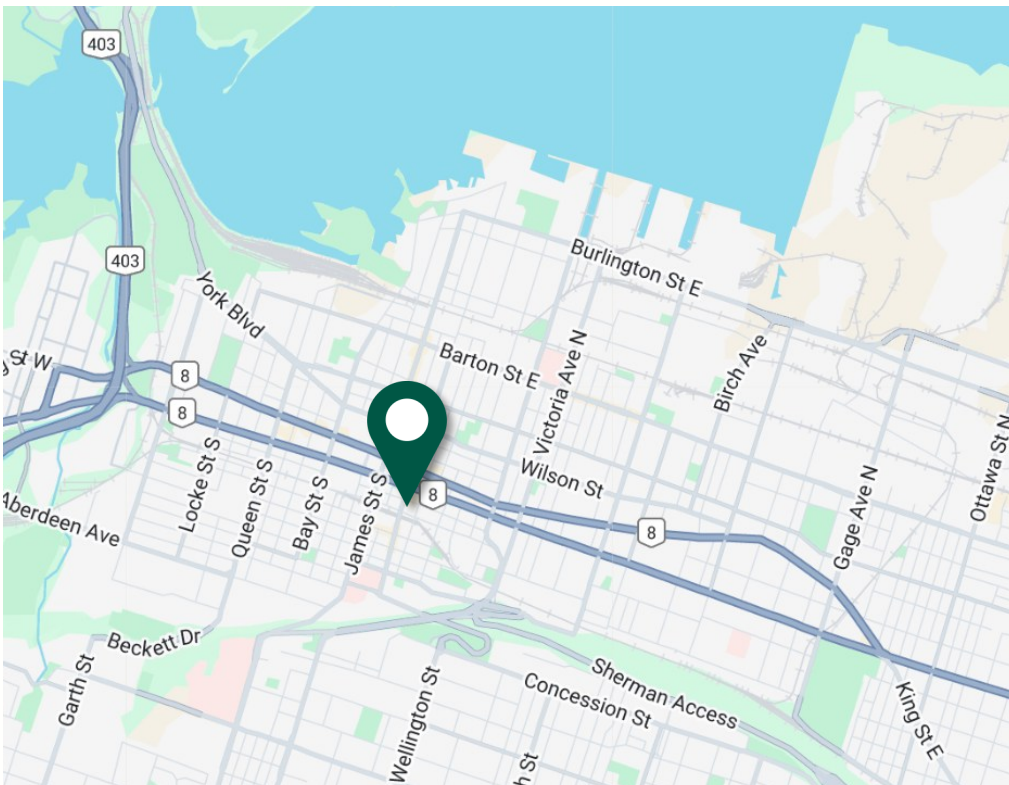 403
403
York Blvd
Burlington St E
g St W
8
8
Barton St E
Victoria Ave N
Birch Ave
Wilson St
8
8
Locke St S
Queen St S
Bay St S
James St S
Gage Ave N
Ottawa St N
Aberdeen Ave
Beckett Dr
Garth St
Wellington St
Concession St
Sherman Access
King St E
h St